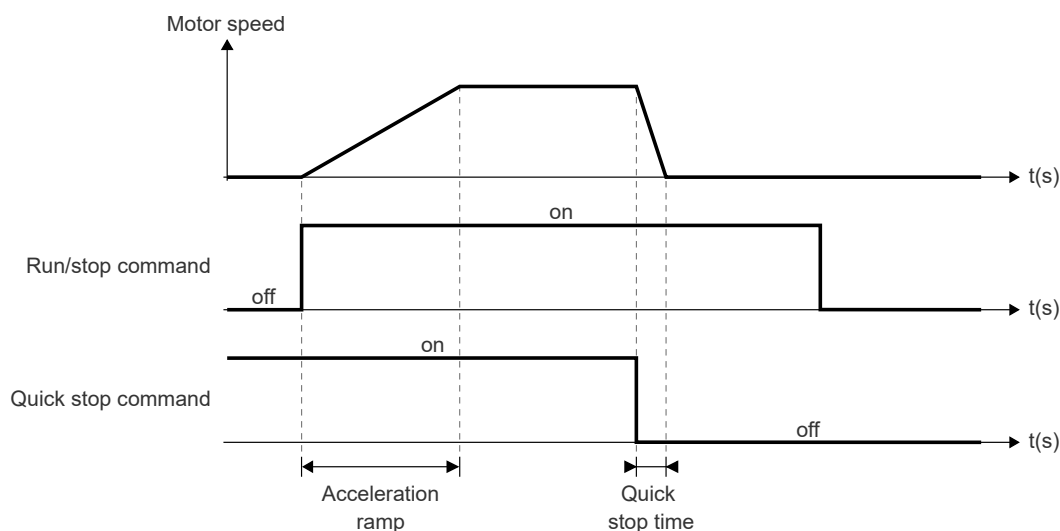 Motor speed
t(s)
on
Run/stop command
off
t(s)
on
Quick stop command
off
t(s)
Acceleration
ramp
Quick
stop time